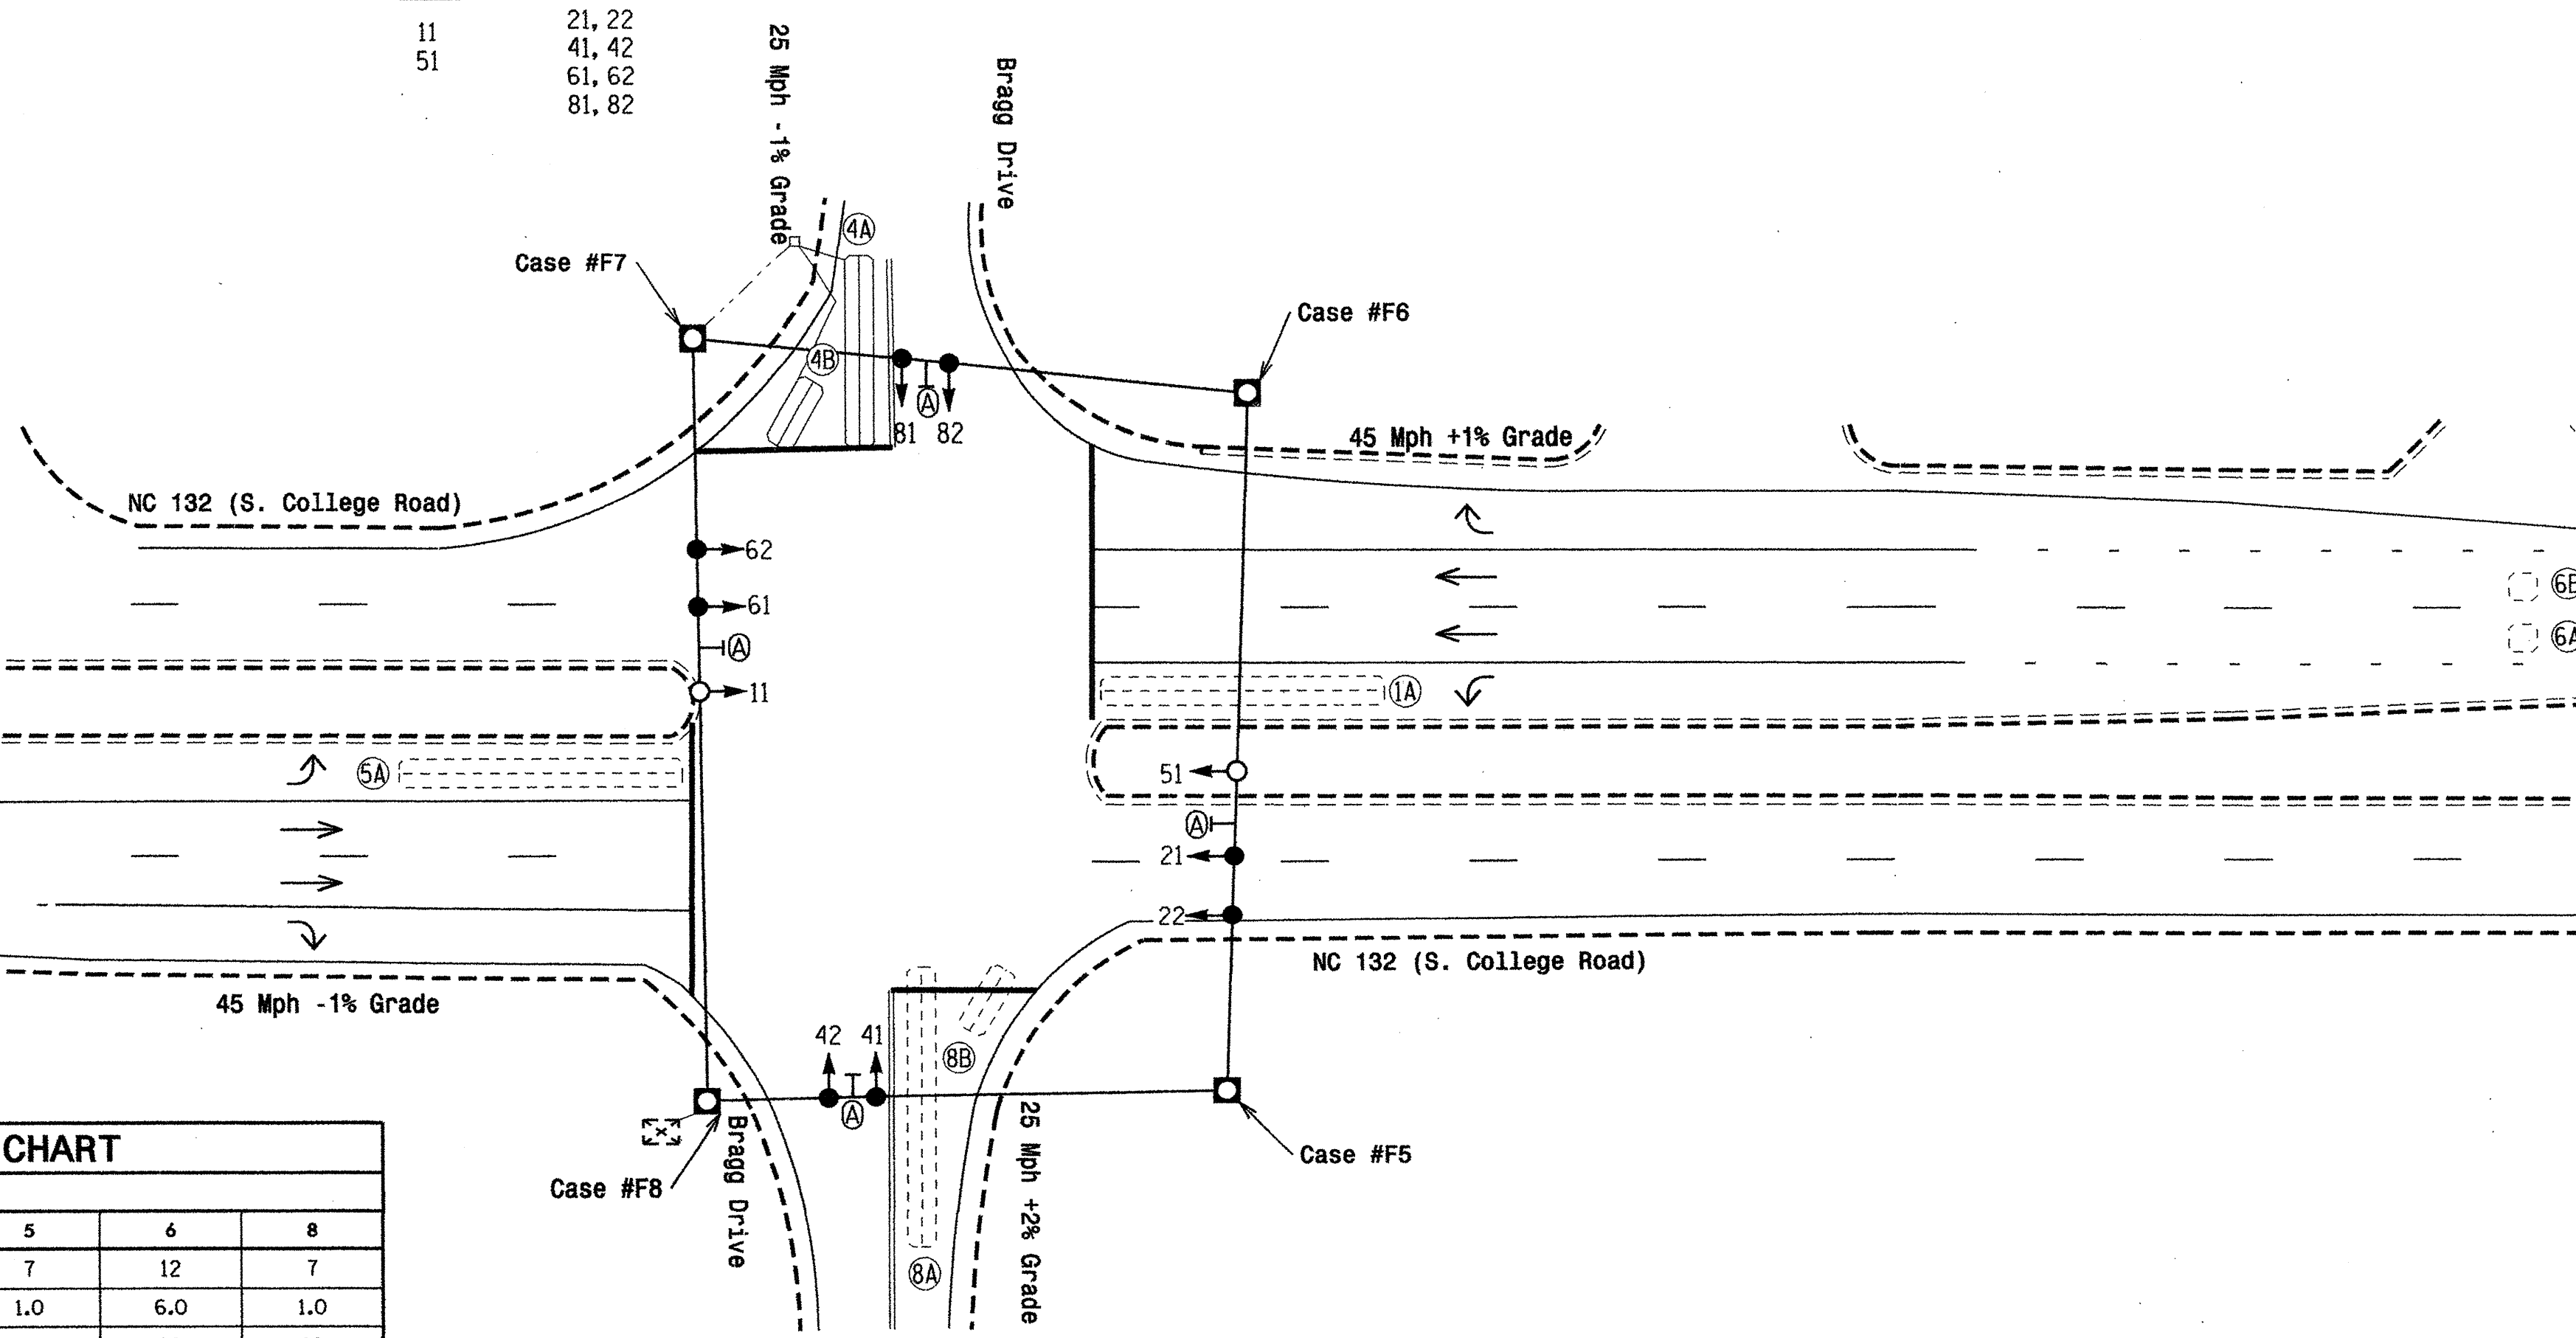 11
51
21, 22
41, 42
61, 62
81, 82
25 Mph -1% Grade
Bragg Drive
Case #F7
4A
4B
Case #F6
A
81 82
45 Mph +1% Grade
NC 132 (S. College Road)
62
61
A
11
6B
6A
1A
5A
51
A
21
22
NC 132 (S. College Road)
45 Mph -1% Grade
42 41
A
8B
8A
x
Case #F8
Bragg Drive
25 Mph +2% Grade
Case #F5
CHART
5 6 8
7 12 7
1.0 6.0 1.0